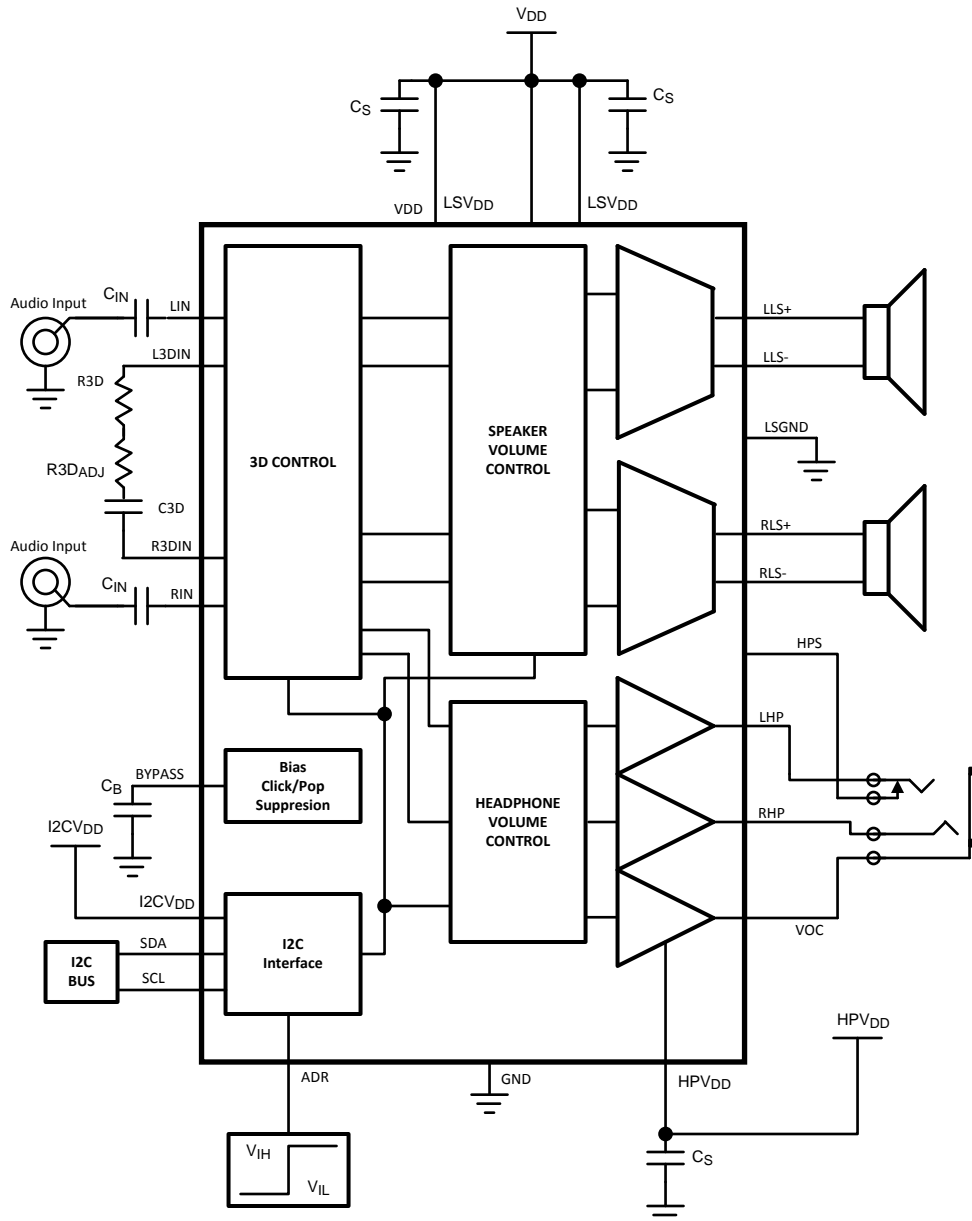 VDD
CS
CS
VDD
LSVDD
LSVDD
Audio Input
CIN
LIN
L3DIN
R3D
R3DADJ
C3D
R3DIN
Audio Input
CIN
RIN
3D CONTROL
SPEAKER
VOLUME
CONTROL
LLS+
LLS-
LSGND
RLS+
RLS-
HPS
LHP
RHP
VOC
BYPASS
CB
Bias
Click/Pop
Suppresion
HEADPHONE
VOLUME
CONTROL
I2CVDD
I2CVDD
SDA
SCL
I2C
BUS
I2C
Interface
ADR
GND
HPVDD
HPVDD
CS
VIH
VIL